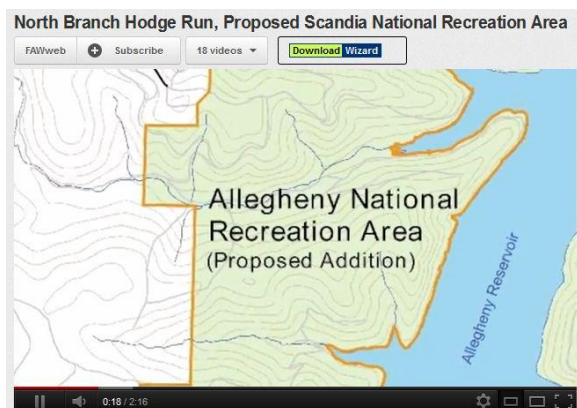 North Branch Hodge Run, Proposed Scandia National Recreation Area
FAWweb Subscribe 18 videos Download Wizard
Allegheny National
Recreation Area
(Proposed Addition)
Allegheny Reservoir
0:18 / 2:16